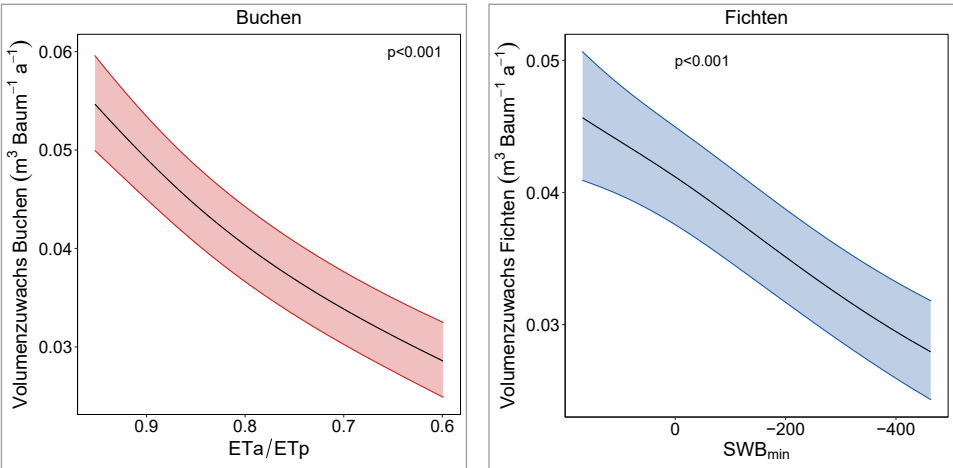 Buchen
p<0.001
Volumenzuwachs Buchen (m³ Baum⁻¹ a⁻¹)
0.06
0.05
0.04
0.03
0.9 0.8 0.7 0.6
ETa/ETp
Fichten
p<0.001
Volumenzuwachs Fichten (m³ Baum⁻¹ a⁻¹)
0.05
0.04
0.03
0 −200 −400
SWBmin